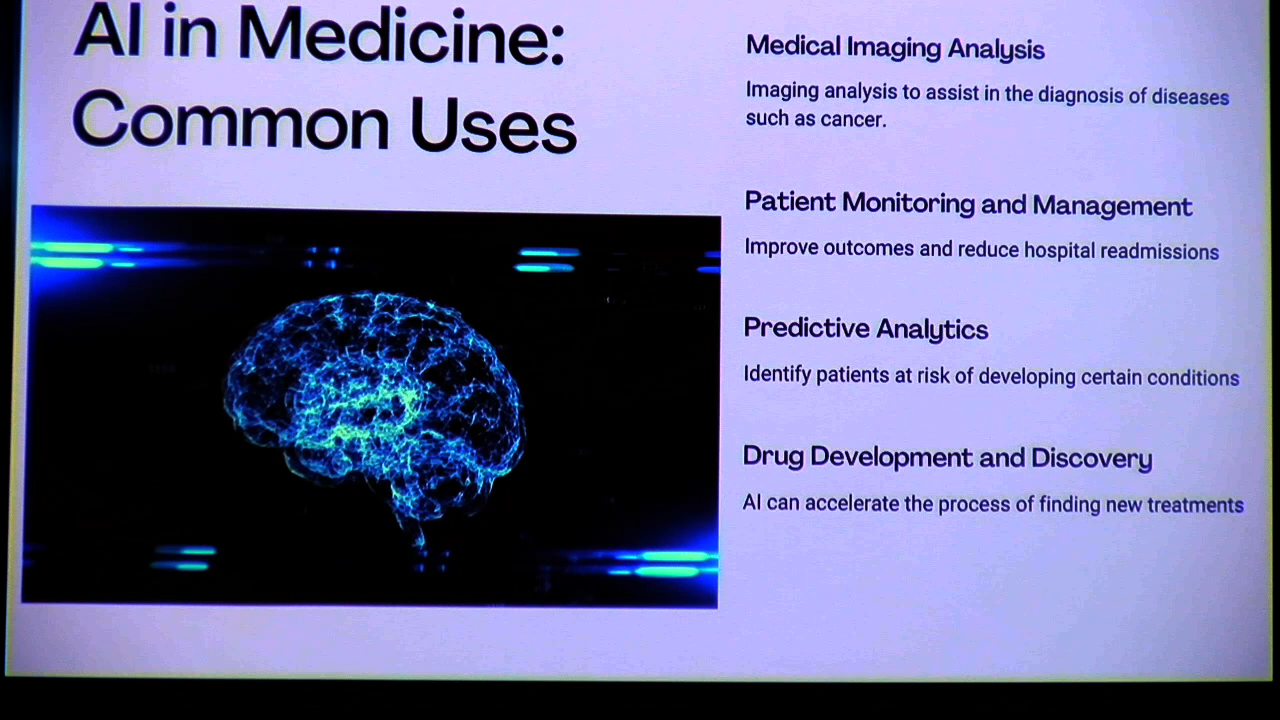 AI in Medicine:
Common Uses
Medical Imaging Analysis
Imaging analysis to assist in the diagnosis of diseases
such as cancer.
Patient Monitoring and Management
Improve outcomes and reduce hospital readmissions
Predictive Analytics
Identify patients at risk of developing certain conditions
Drug Development and Discovery
AI can accelerate the process of finding new treatments